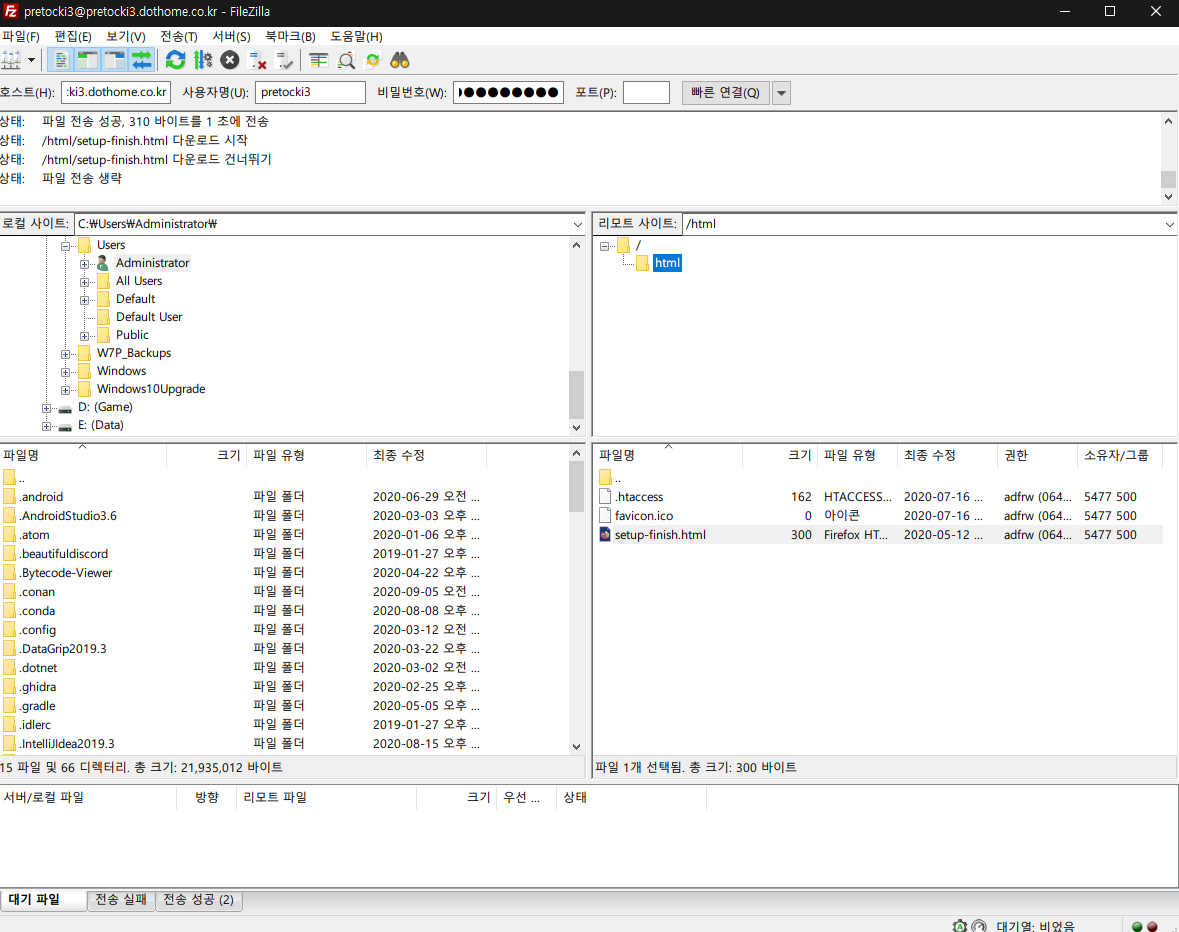 pretocki3@pretocki3.dothome.co.kr - FileZilla
파일(F) 편집(E) 보기(V) 전송(T) 서버(S) 북마크(B) 도움말(H)
호스트(H): :ki3.dothome.co.kr 사용자명(U): pretocki3 비밀번호(W): ●●●●●●●●● 포트(P): 빠른 연결(Q)
상태: 파일 전송 성공, 310 바이트를 1 초에 전송
상태: /html/setup-finish.html 다운로드 시작
상태: /html/setup-finish.html 다운로드 건너뛰기
상태: 파일 전송 생략
로컬 사이트: C:₩Users₩Administrator₩
Users
Administrator
All Users
Default
Default User
Public
W7P_Backups
Windows
Windows10Upgrade
D: (Game)
E: (Data)
리모트 사이트: /html
/
html
파일명 크기 파일 유형 최종 수정
..
.android 파일 폴더 2020-06-29 오전 ...
.AndroidStudio3.6 파일 폴더 2020-03-03 오후 ...
.atom 파일 폴더 2020-01-06 오후 ...
.beautifuldiscord 파일 폴더 2019-01-27 오후 ...
.Bytecode-Viewer 파일 폴더 2020-04-22 오후 ...
.conan 파일 폴더 2020-09-05 오전 ...
.conda 파일 폴더 2020-08-08 오후 ...
.config 파일 폴더 2020-03-12 오전 ...
.DataGrip2019.3 파일 폴더 2020-03-22 오후 ...
.dotnet 파일 폴더 2020-03-02 오전 ...
.ghidra 파일 폴더 2020-02-25 오후 ...
.gradle 파일 폴더 2020-05-05 오후 ...
.idlerc 파일 폴더 2019-01-27 오후 ...
.IntelliJIdea2019.3 파일 폴더 2020-08-15 오후 ...
15 파일 및 66 디렉터리. 총 크기: 21,935,012 바이트
파일명 크기 파일 유형 최종 수정 권한 소유자/그룹
..
.htaccess 162 HTACCESS... 2020-07-16 ... adfrw (064... 5477 500
favicon.ico 0 아이콘 2020-07-16 ... adfrw (064... 5477 500
setup-finish.html 300 Firefox HT... 2020-05-12 ... adfrw (064... 5477 500
파일 1개 선택됨. 총 크기: 300 바이트
서버/로컬 파일 방향 리모트 파일 크기 우선 ... 상태
대기 파일 전송 실패 전송 성공 (2)
대기열: 비었음